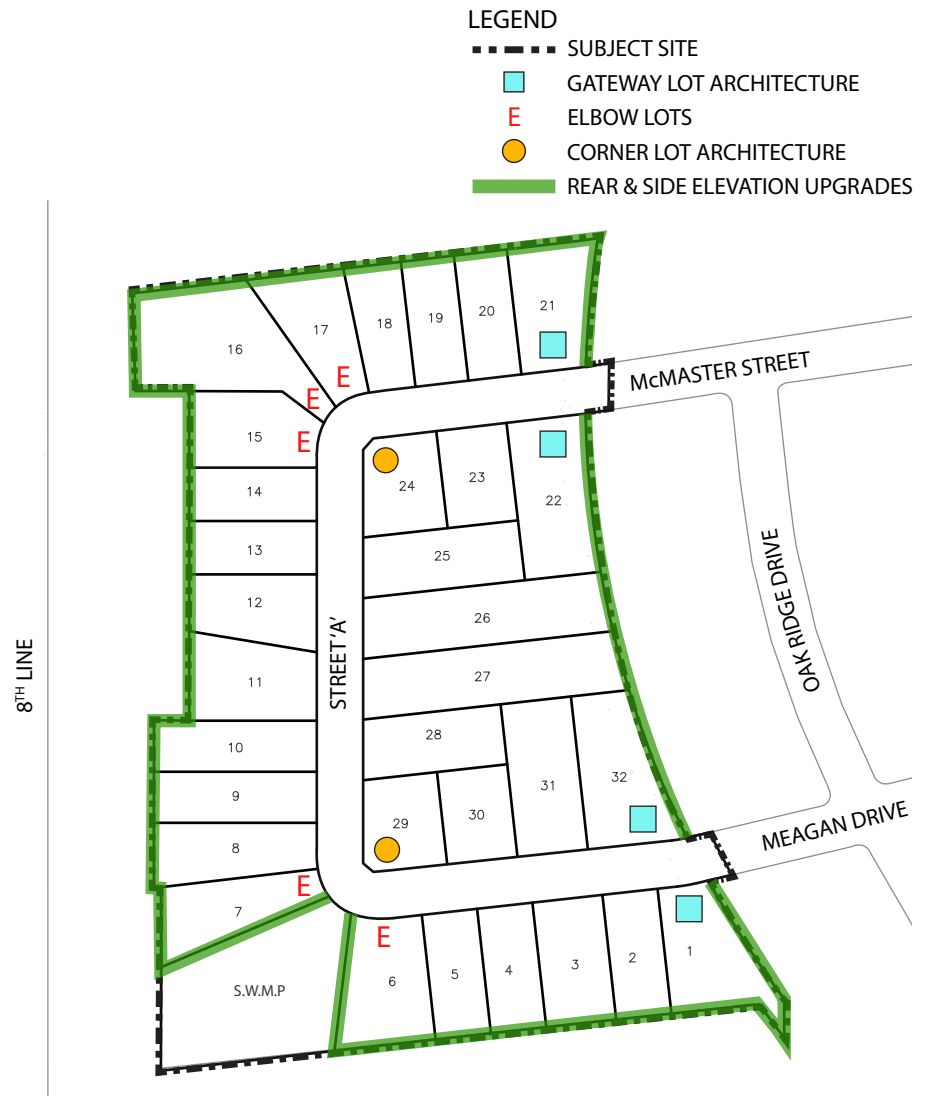 LEGEND
SUBJECT SITE
GATEWAY LOT ARCHITECTURE
E ELBOW LOTS
CORNER LOT ARCHITECTURE
REAR & SIDE ELEVATION UPGRADES
21
20
19
18
17
16
McMASTER STREET
E
E
E
15
24
23
22
14
13
25
12
26
OAK RIDGE DRIVE
8TH LINE
STREET 'A'
11
27
10
28
9
31
32
29
30
8
MEAGAN DRIVE
E
7
E
1
2
3
4
5
6
S.W.M.P